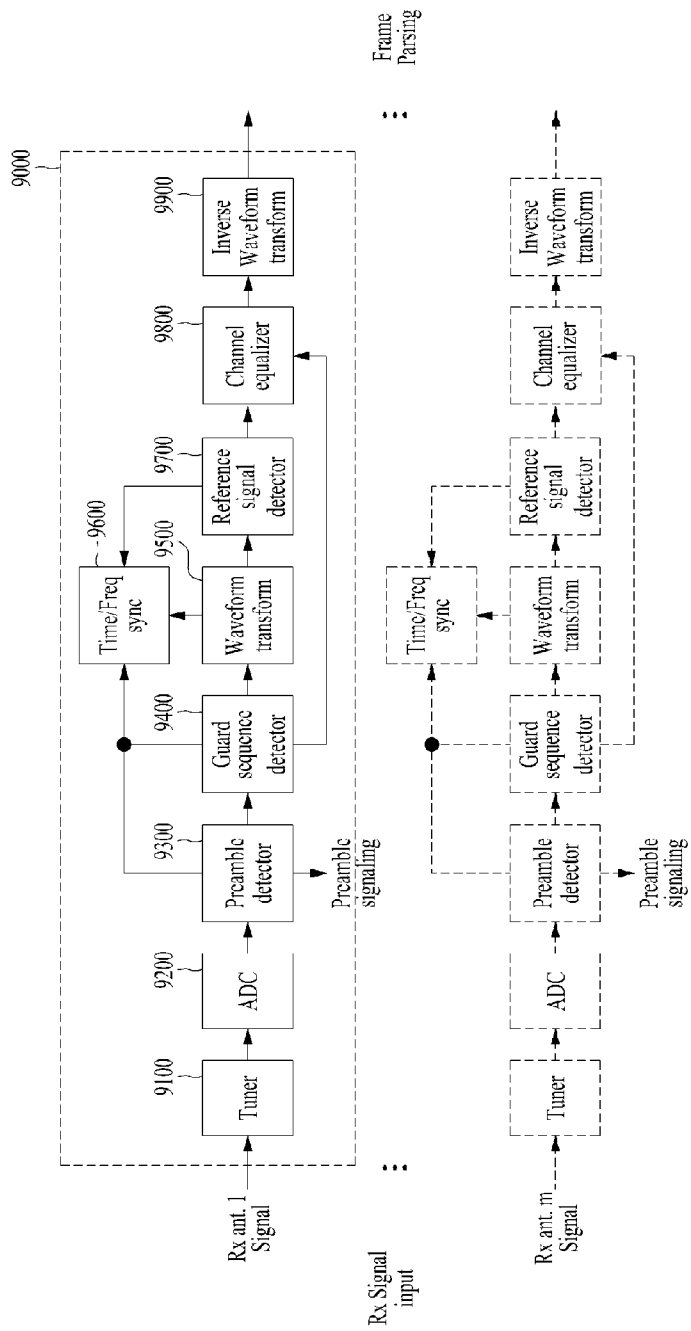 9000
9100
Tuner
9200
ADC
9300
Preamble
detector
9400
Guard
sequence
detector
9500
Waveform
transform
9600
Time/Freq
sync
9700
Reference
signal
detector
9800
Channel
equalizer
9900
Inverse
Waveform
transform
Rx ant. 1
Signal
Preamble
signaling
Rx Signal
input
...
...
Frame
Parsing
Rx ant. m
Signal
Tuner
ADC
Preamble
detector
Guard
sequence
detector
Waveform
transform
Time/Freq
sync
Reference
signal
detector
Channel
equalizer
Inverse
Waveform
transform
Preamble
signaling